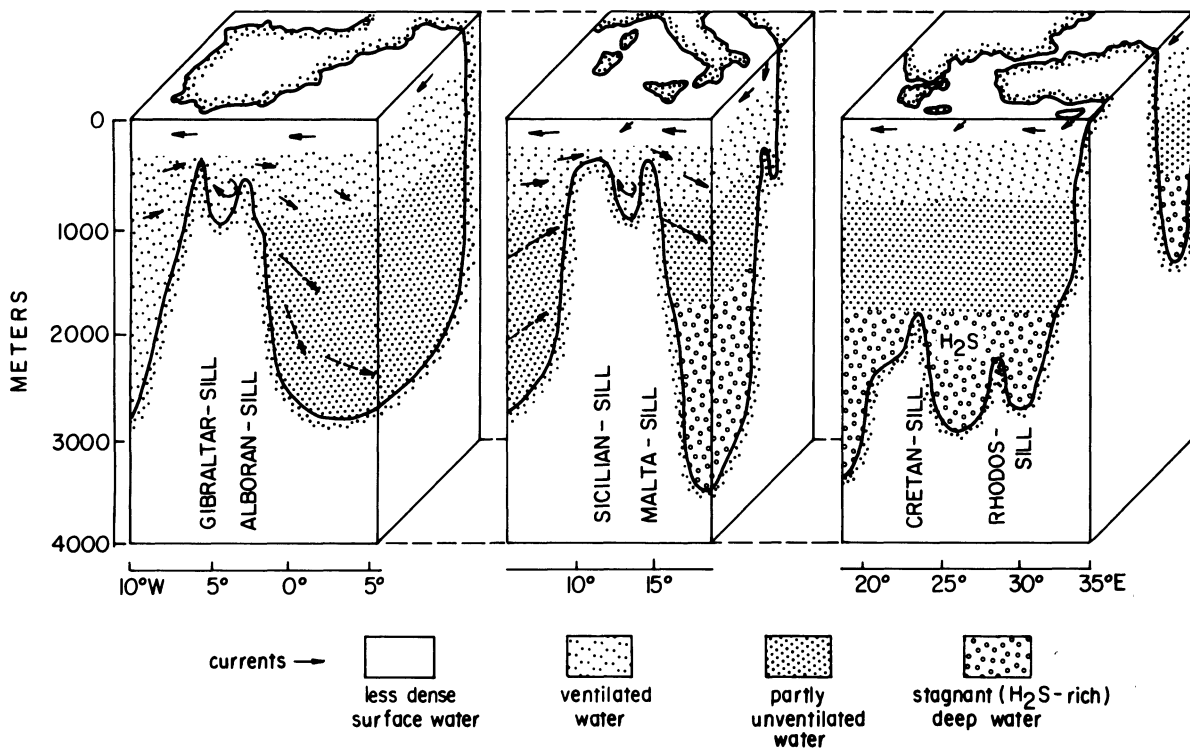 0
1000
2000
3000
4000
METERS
GIBRALTAR-SILL
ALBORAN-SILL
SICILIAN-SILL
MALTA-SILL
H₂S
CRETAN-SILL
RHODOS-
SILL
10°W 5° 0° 5°
10° 15°
20° 25° 30° 35°E
currents
less dense
surface water
ventilated
water
partly
unventilated
water
stagnant (H₂S-rich)
deep water